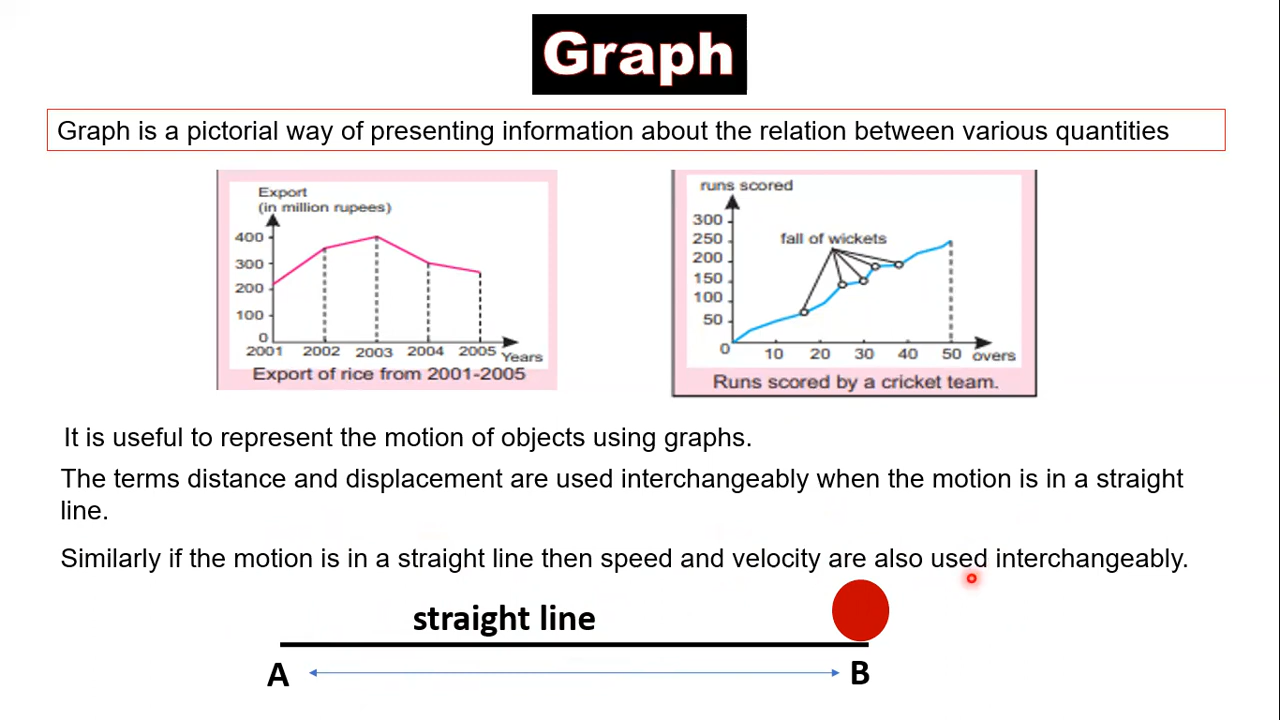 Graph
Graph is a pictorial way of presenting information about the relation between various quantities
Export
(in million rupees)
400
300
200
100
0
2001 2002 2003 2004 2005 Years
Export of rice from 2001-2005
runs scored
300
250
200
150
100
50
0
fall of wickets
10 20 30 40 50 overs
Runs scored by a cricket team.
It is useful to represent the motion of objects using graphs.
The terms distance and displacement are used interchangeably when the motion is in a straight
line.
Similarly if the motion is in a straight line then speed and velocity are also used interchangeably.
straight line
A B